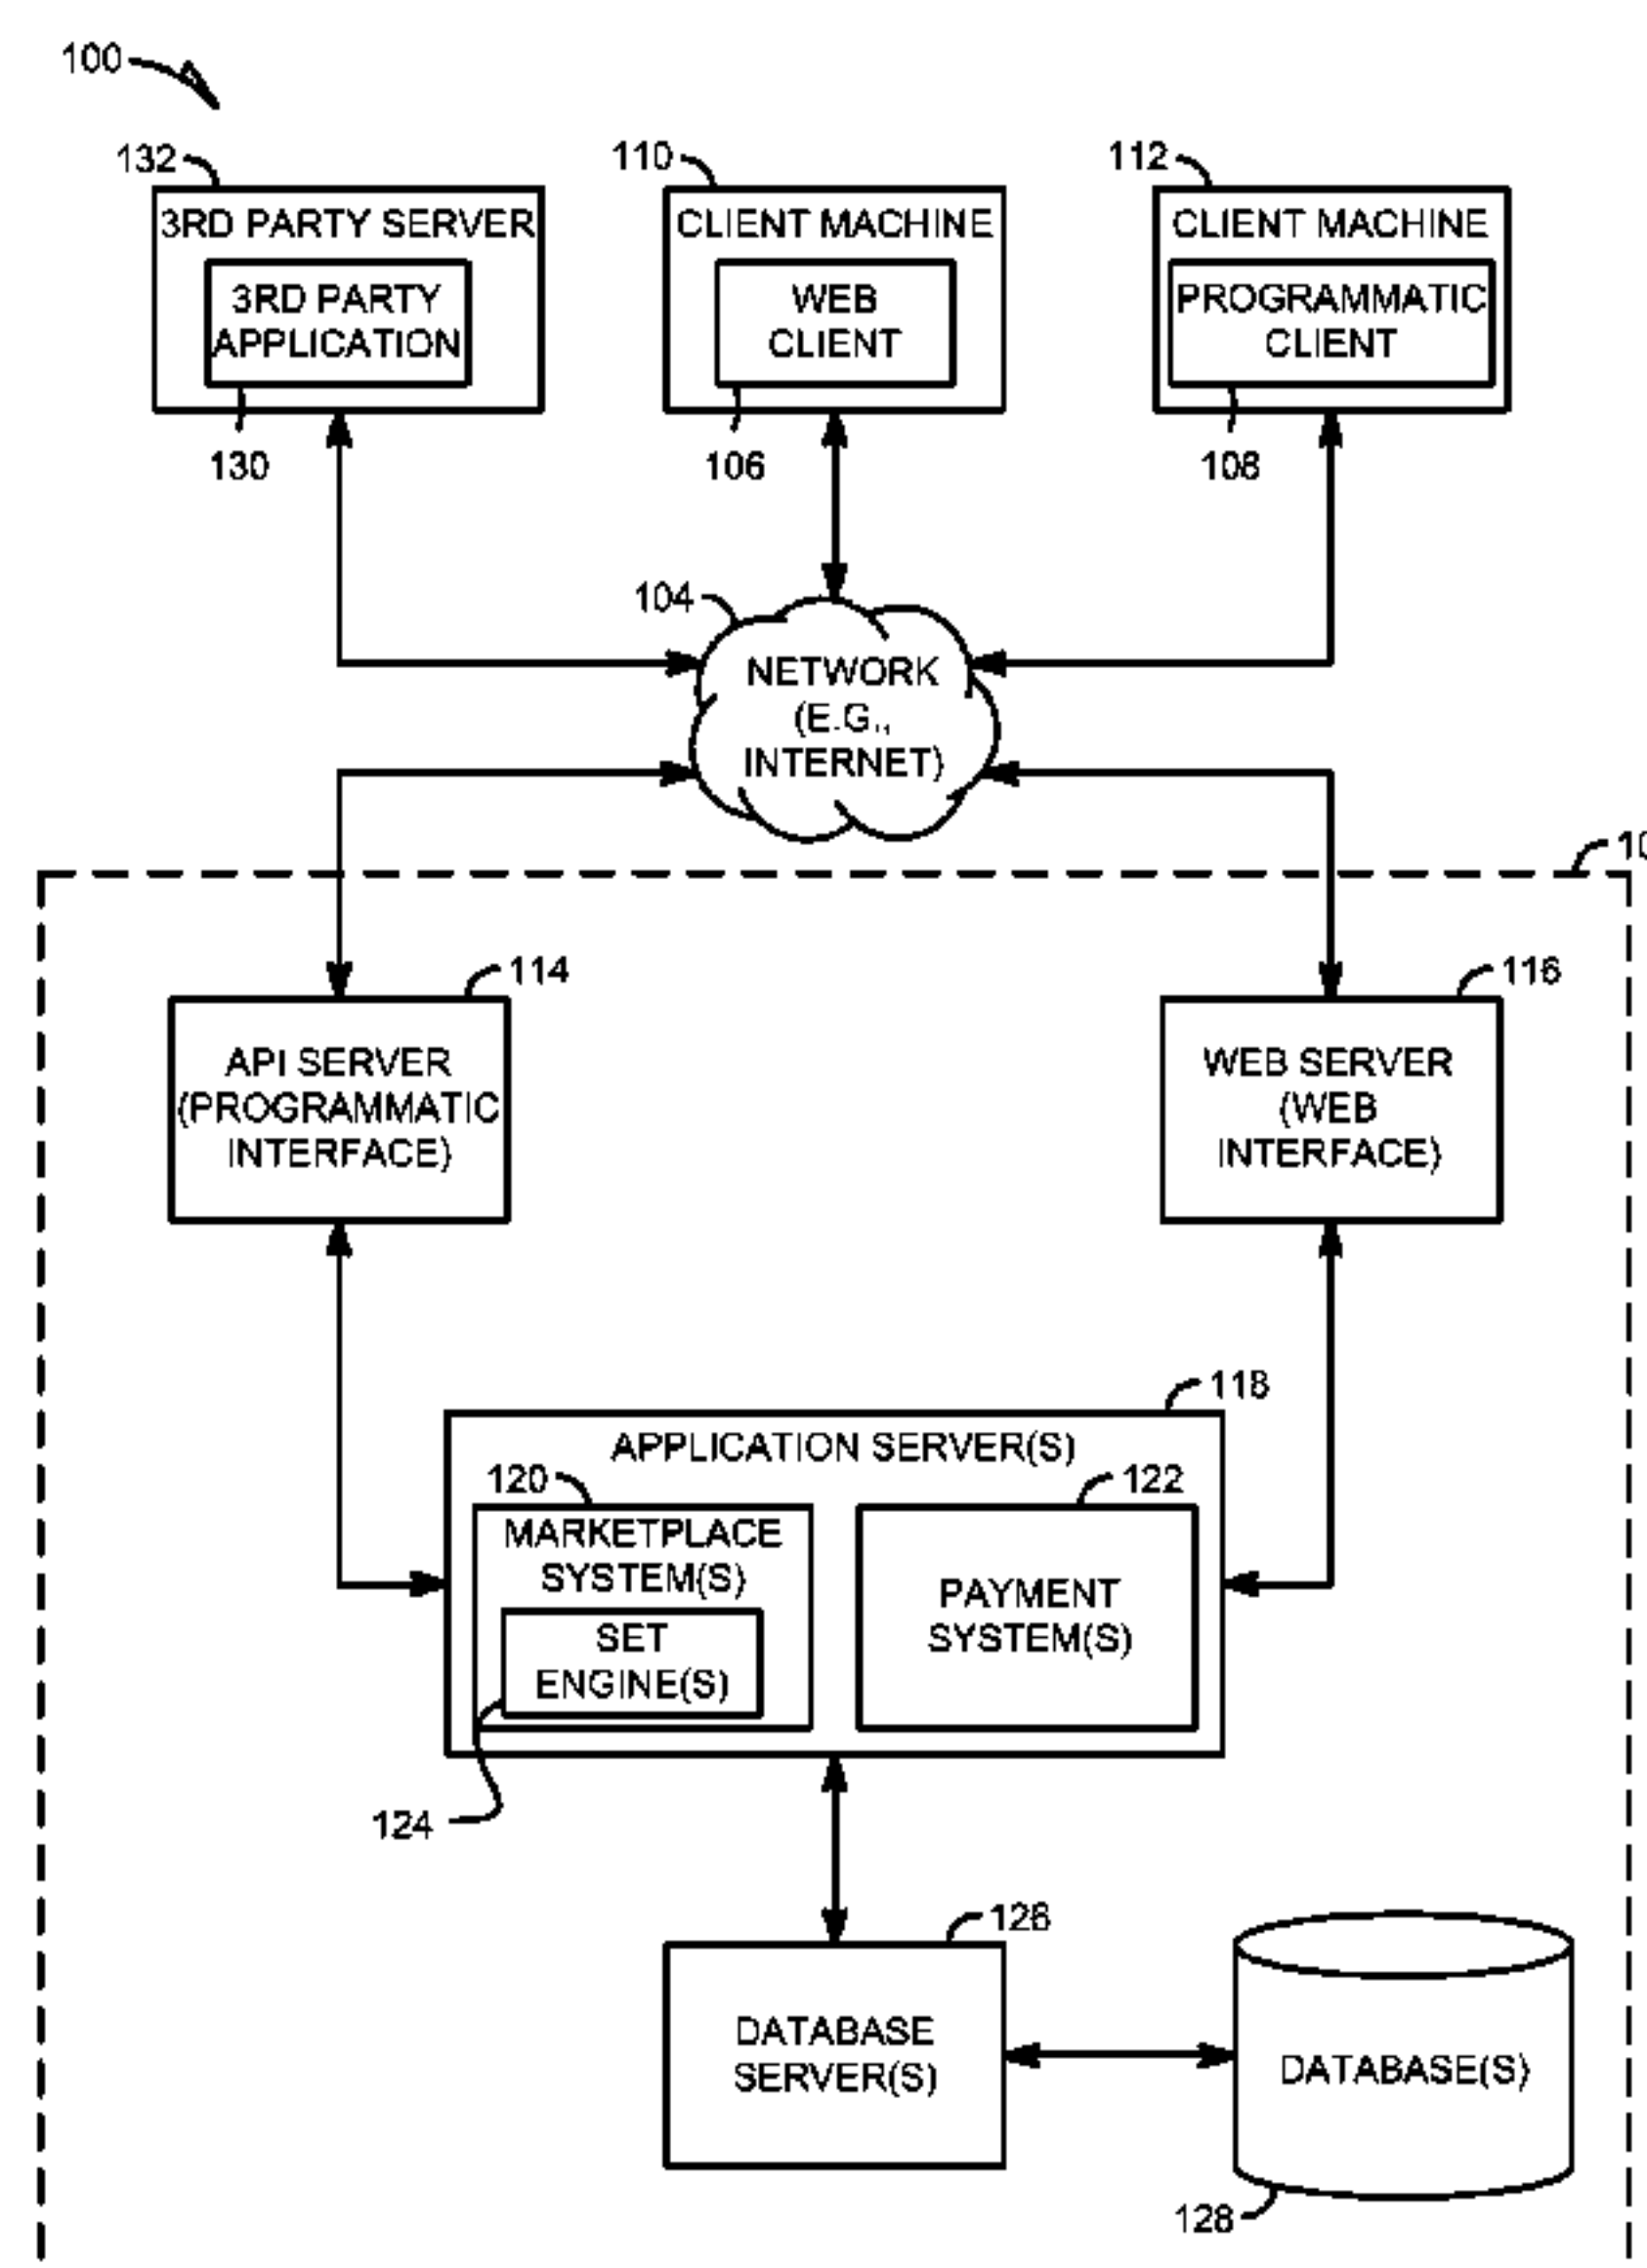 100
132
110
112
3RD PARTY SERVER
CLIENT MACHINE
CLIENT MACHINE
3RD PARTY
APPLICATION
WEB
CLIENT
PROGRAMMATIC
CLIENT
130
106
108
104
NETWORK
(E.G.,
INTERNET)
114
116
API SERVER
(PROGRAMMATIC
INTERFACE)
WEB SERVER
(WEB
INTERFACE)
118
APPLICATION SERVER(S)
120
122
MARKETPLACE
SYSTEM(S)
SET
ENGINE(S)
PAYMENT
SYSTEM(S)
124
126
DATABASE
SERVER(S)
DATABASE(S)
128